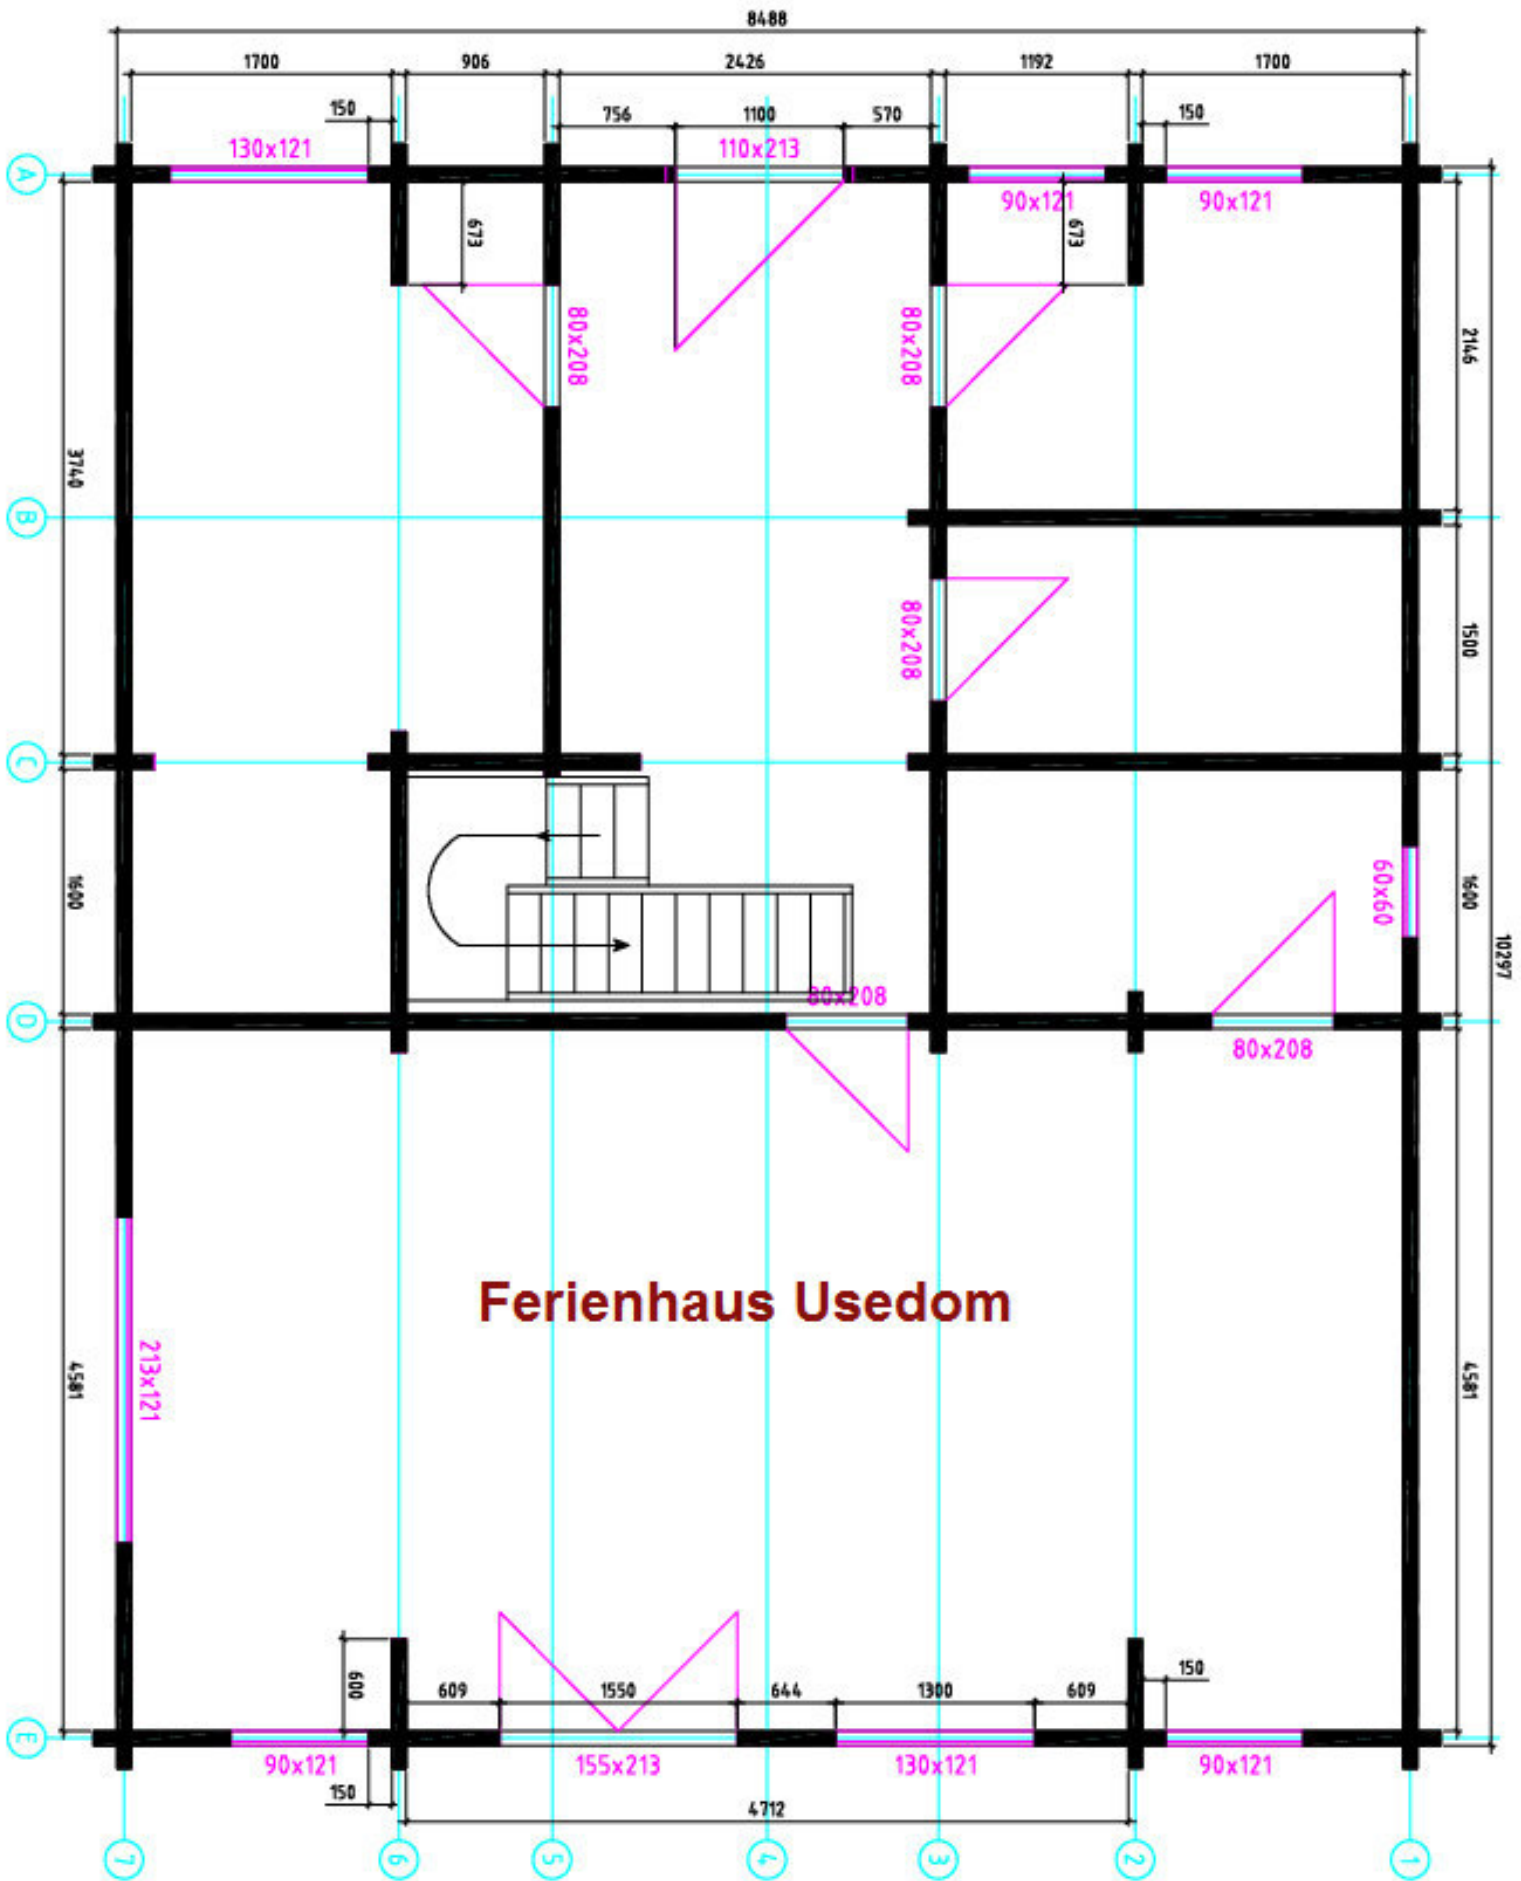 8488
1700
906
2426
1192
1700
150
756
1100
570
150
130x121
110x213
90x121
90x121
A
673
673
80x208
80x208
2146
3740
B
80x208
1500
C
1600
60x60
1600
10297
80x208
D
80x208
Ferienhaus Usedom
213x121
4581
4581
600
609
1550
644
1300
609
150
E
90x121
155x213
130x121
90x121
150
4712
7
6
5
4
3
2
1